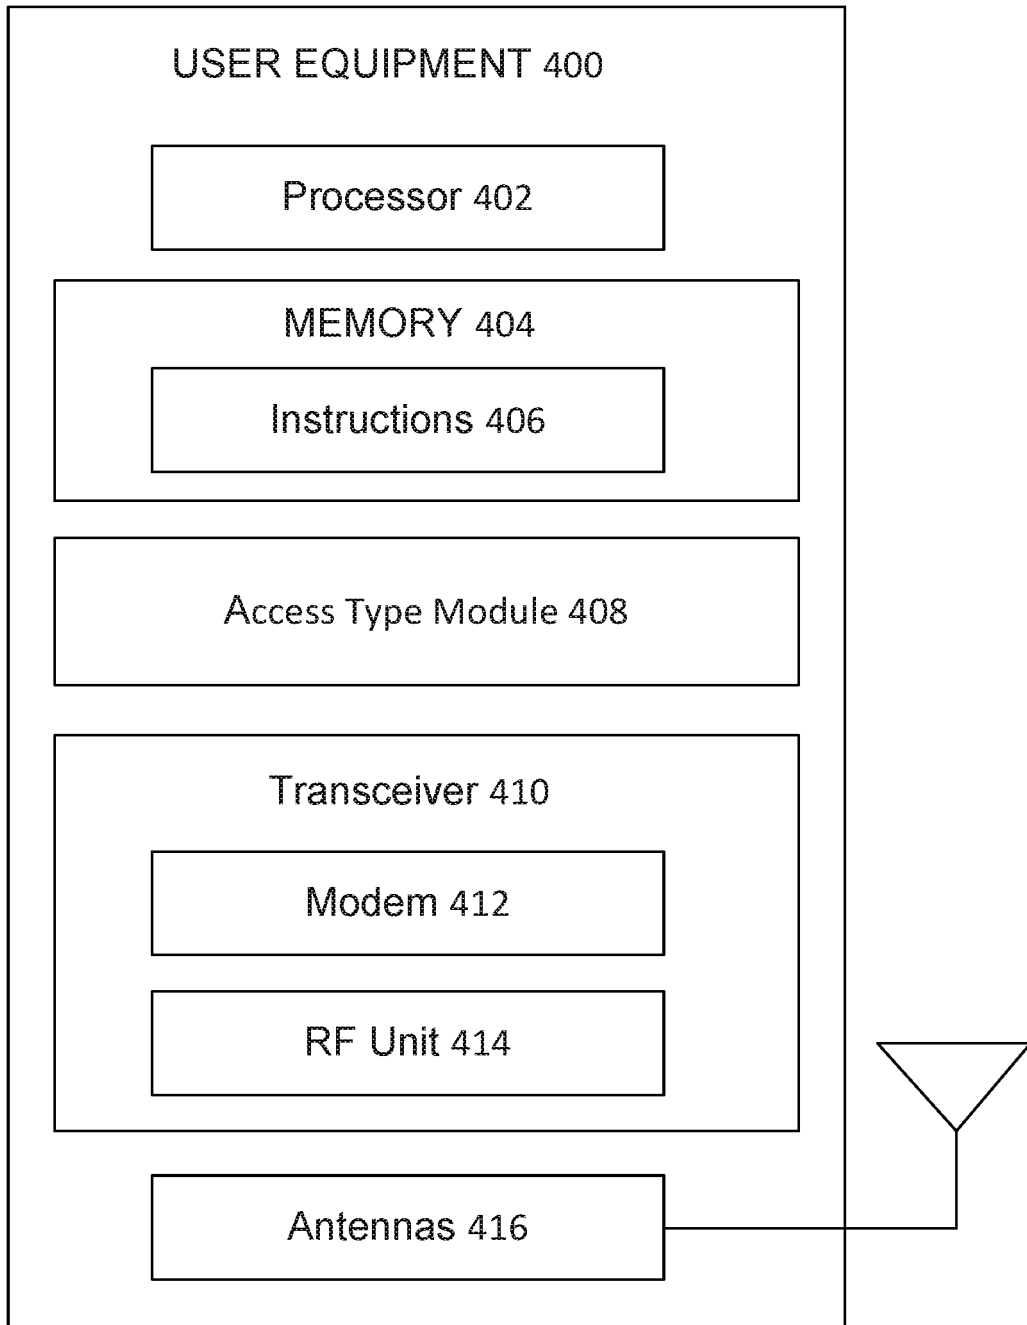 USER EQUIPMENT 400
Processor 402
MEMORY 404
Instructions 406
Access Type Module 408
Transceiver 410
Modem 412
RF Unit 414
Antennas 416